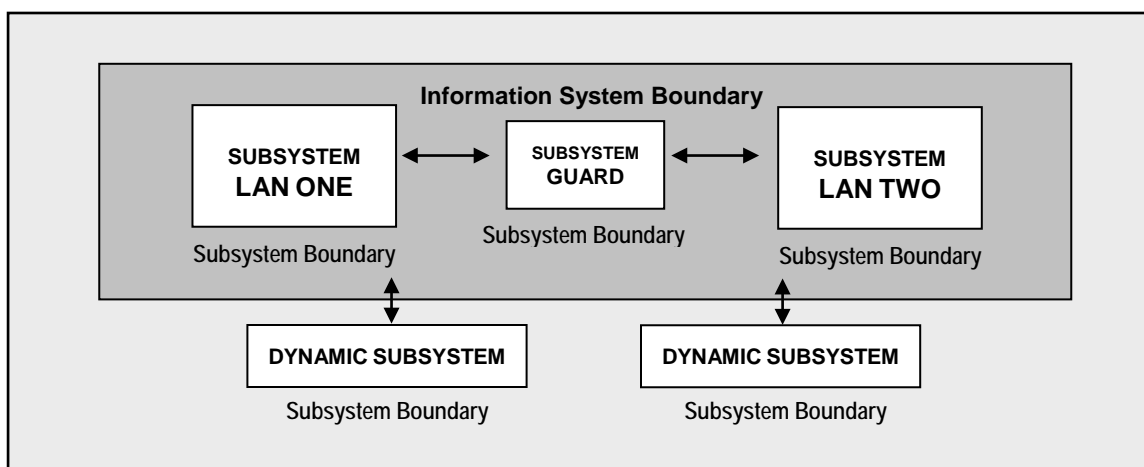 Information System Boundary
SUBSYSTEM
LAN ONE
SUBSYSTEM
GUARD
SUBSYSTEM
LAN TWO
Subsystem Boundary
Subsystem Boundary
Subsystem Boundary
DYNAMIC SUBSYSTEM
DYNAMIC SUBSYSTEM
Subsystem Boundary
Subsystem Boundary